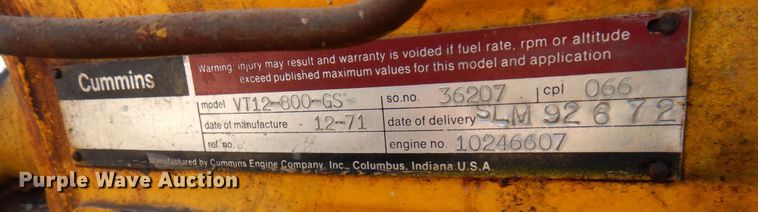 Cummins
Warning: injury may result and warranty is voided if fuel rate, rpm or altitude
exceed published maximum values for this model and application
model VT12-800-GS so.no. 36207 cpl 066
date of manufacture 12-71 date of delivery SLM 92672
ref no. engine no. 10246607
Manufactured by Cummins Engine Company, Inc., Columbus, Indiana U.S.A.
Purple Wave Auction